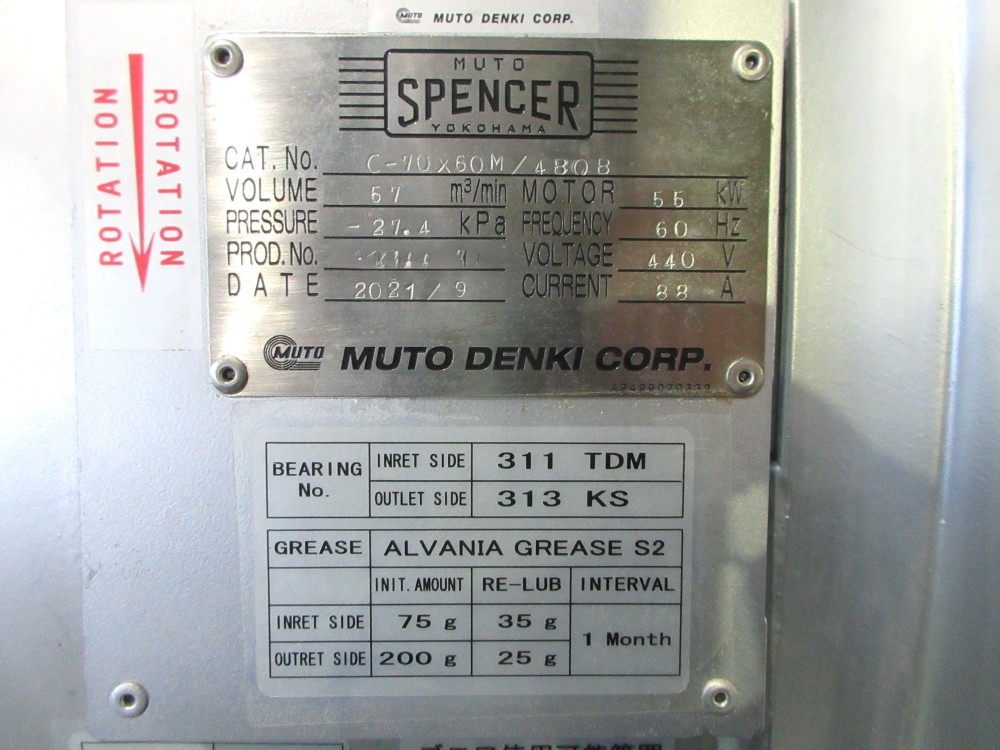 MUTO MUTO DENKI CORP.
ROTATION
ROTATION
MUTO
SPENCER
YOKOHAMA
CAT. No. C-70X60M/4808
VOLUME 57 m³/min MOTOR 55 kW
PRESSURE -27.4 kPa FREQUENCY 60 Hz
PROD. No. VOLTAGE 440 V
DATE 2021/9 CURRENT 88 A
MUTO MUTO DENKI CORP.
BEARING No. INRET SIDE 311 TDM
OUTLET SIDE 313 KS
GREASE ALVANIA GREASE S2
INIT. AMOUNT RE-LUB INTERVAL
INRET SIDE 75 g 35 g 1 Month
OUTRET SIDE 200 g 25 g